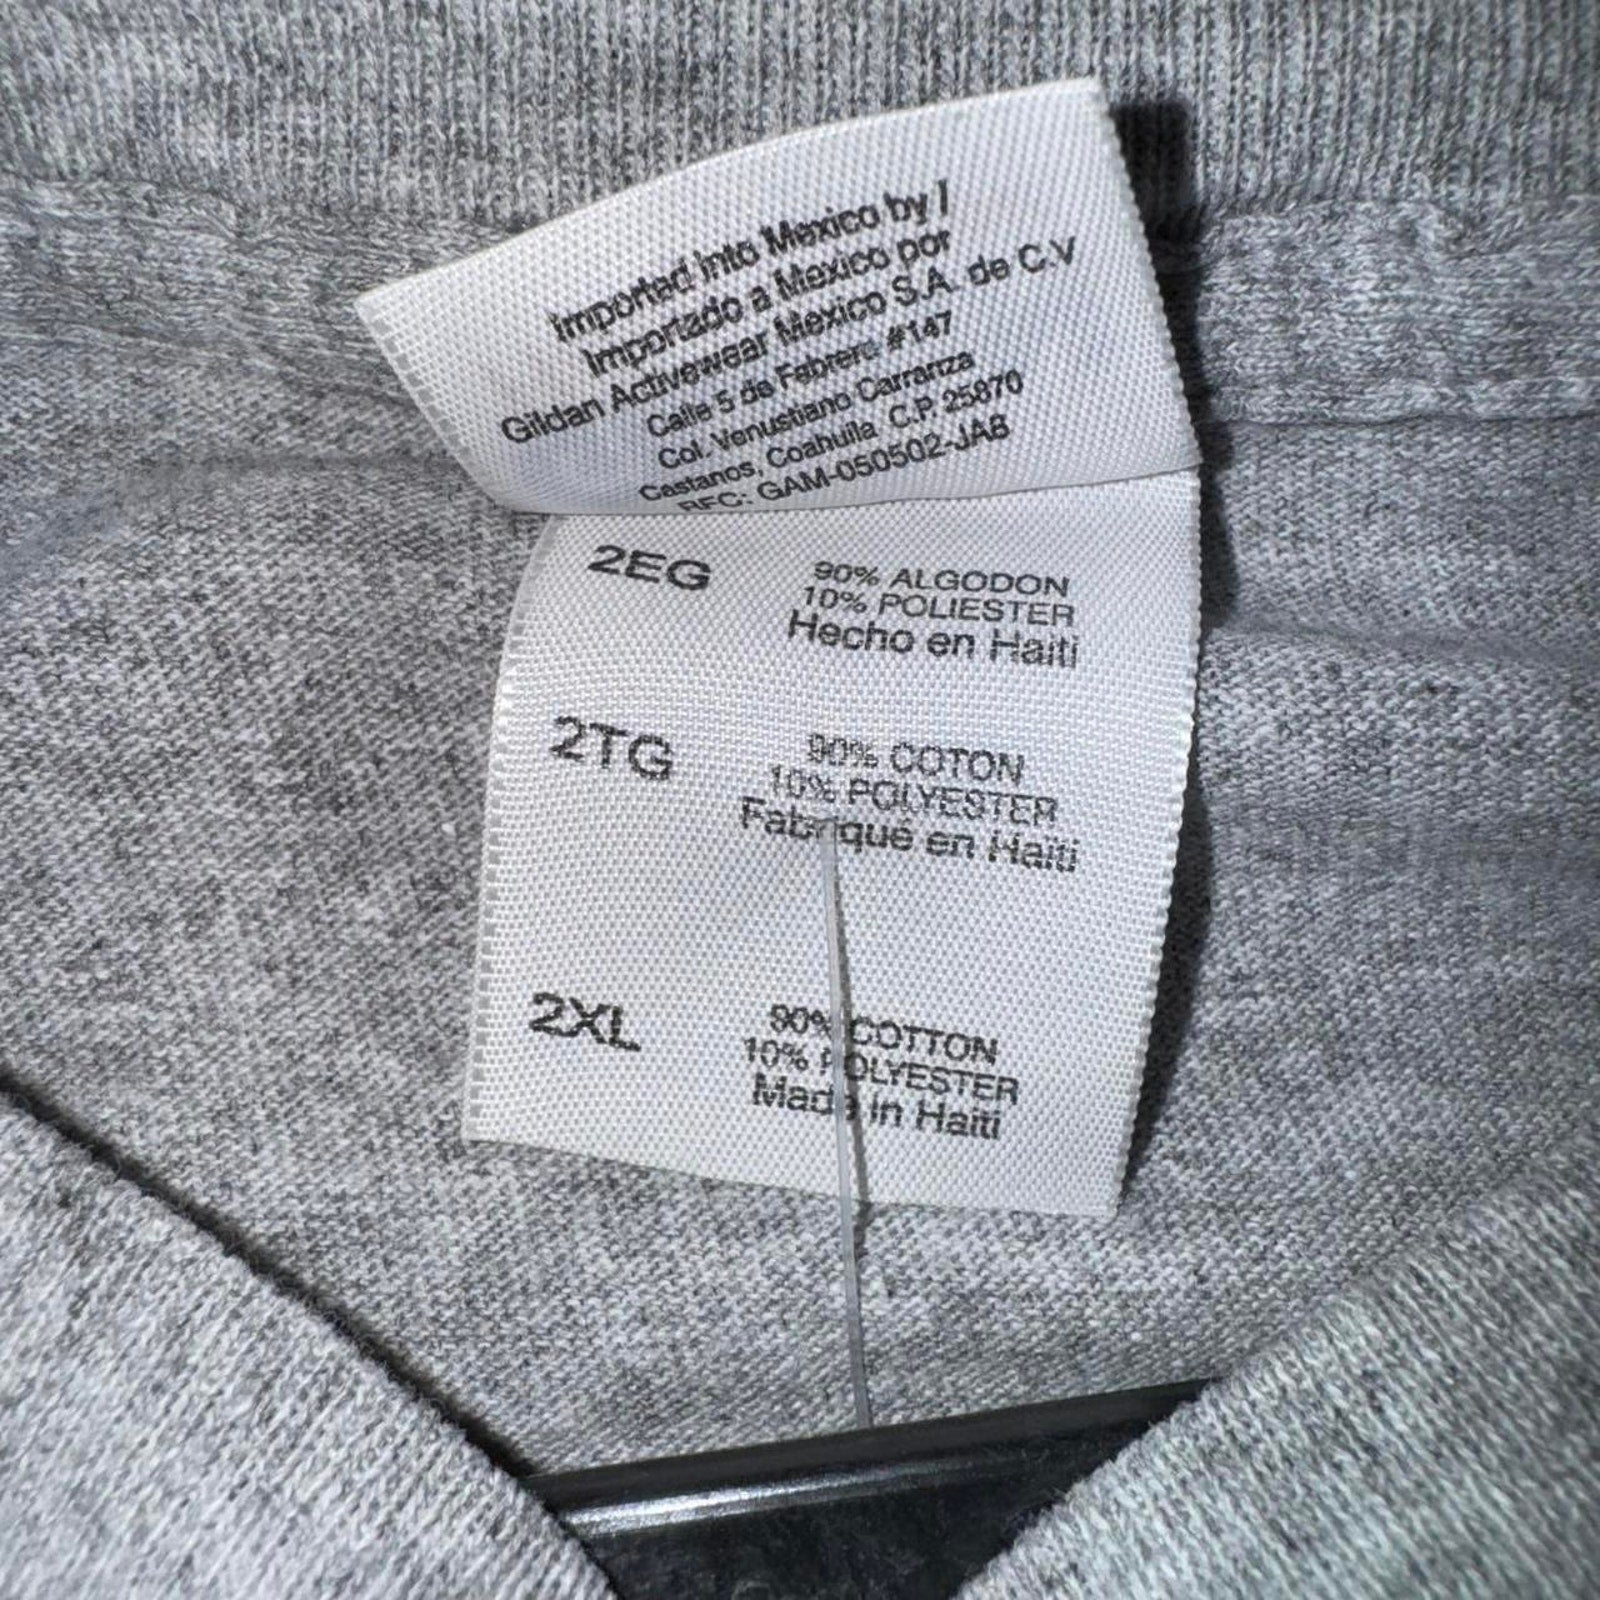 Imported into Mexico by /
Importado a Mexico por
Gildan Activewear Mexico S.A. de C.V
Calle 5 de Febrero #147
Col. Venustiano Carranza
Castanos, Coahuila C.P. 25870
RFC: GAM-050502-JA8
2EG
90% ALGODON
10% POLIESTER
Hecho en Haiti
2TG
90% COTON
10% POLYESTER
Fabriqué en Haiti
2XL
90% COTTON
10% POLYESTER
Made in Haiti